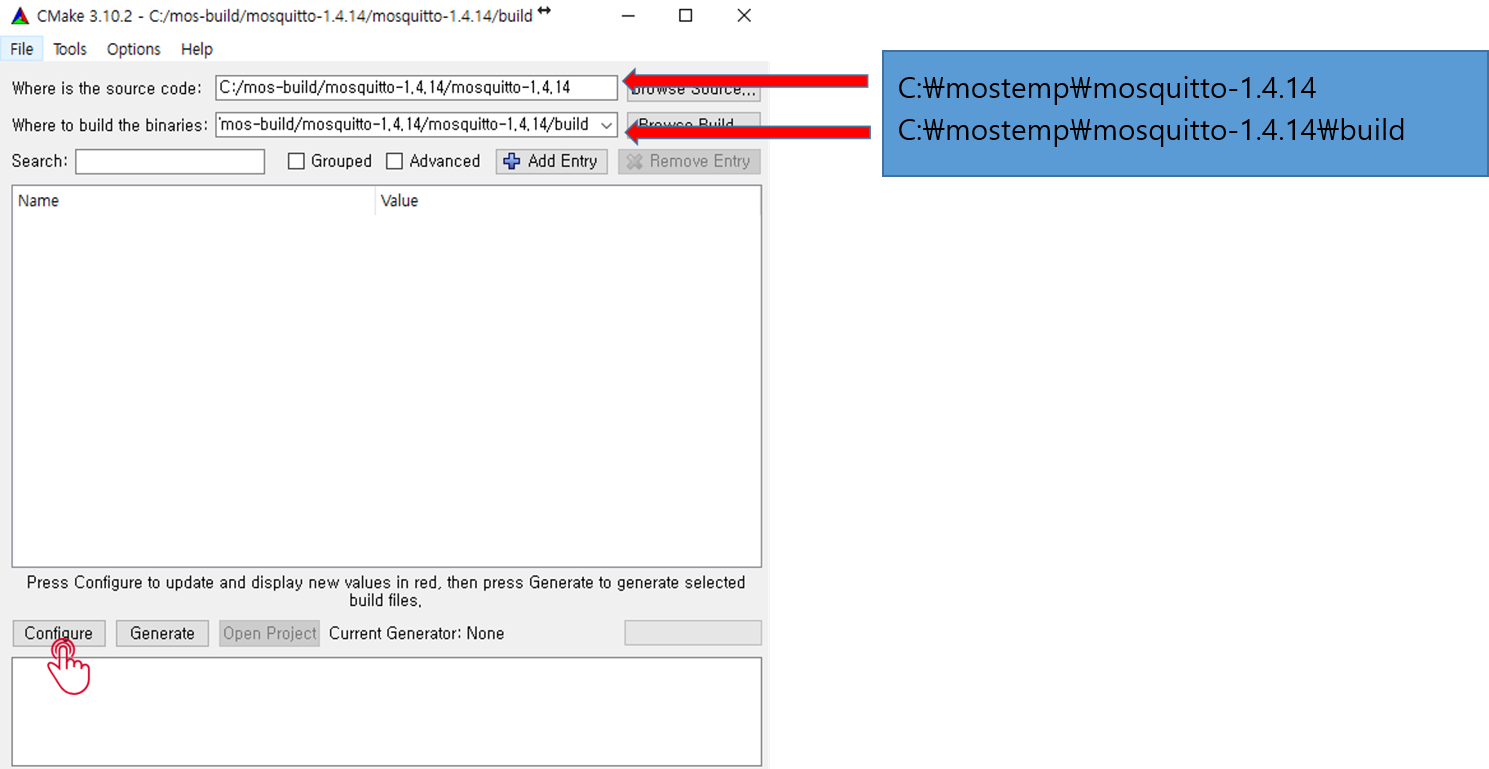 CMake 3.10.2 - C:/mos-build/mosquitto-1.4.14/mosquitto-1.4.14/build
File Tools Options Help
Where is the source code: C:/mos-build/mosquitto-1.4.14/mosquitto-1.4.14 Browse Source...
Where to build the binaries: mos-build/mosquitto-1.4.14/mosquitto-1.4.14/build Browse Build...
Search: Grouped Advanced Add Entry Remove Entry
Name Value
Press Configure to update and display new values in red, then press Generate to generate selected
build files.
Configure Generate Open Project Current Generator: None
C:₩mostemp₩mosquitto-1.4.14
C:₩mostemp₩mosquitto-1.4.14₩build